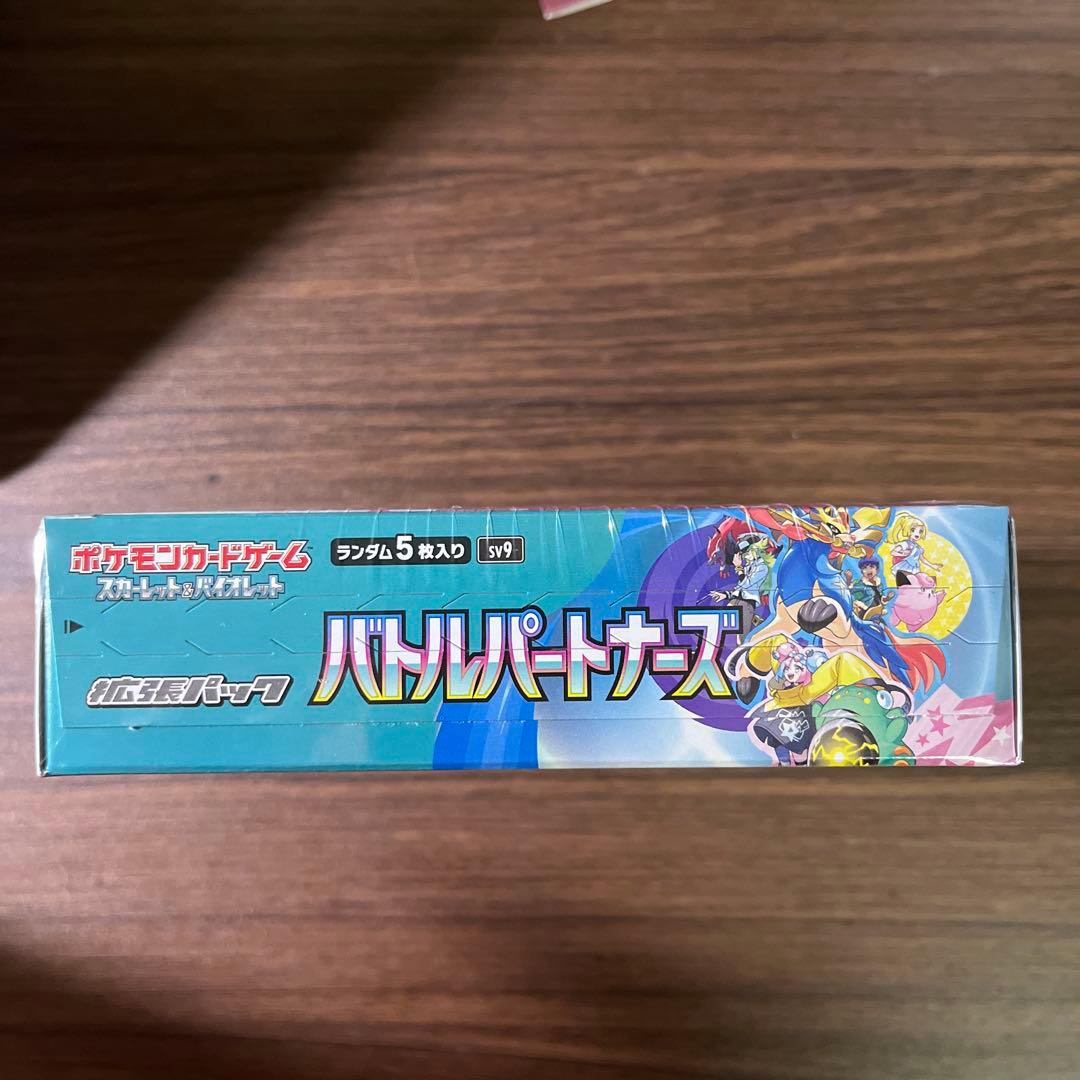 ポケモンカードゲーム
スカーレット&バイオレット
ランダム5枚入り
sv9
拡張パック
バトルパートナーズ